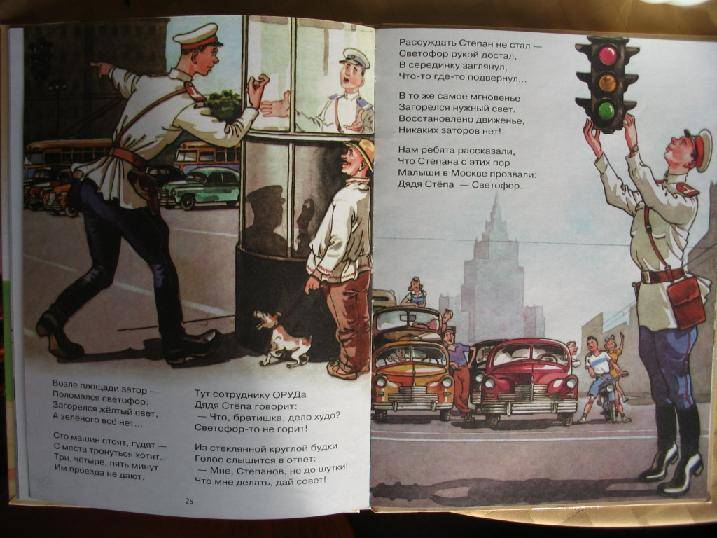 Возле площади затор —
Поломался светофор:
Загорелся жёлтый свет,
А зелёного всё нет...
Сто машин стоят, гудят —
С места тронуться хотят.
Три, четыре, пять минут
Им проезда не дают.
Тут сотруднику ОРУДа
Дядя Стёпа говорит:
— Что, братишка, дело худо?
Светофор-то не горит!
Из стеклянной круглой будки
Голос слышится в ответ:
— Мне, Степанов, не до шутки!
Что мне делать, дай совет!
26
Рассуждать Степан не стал —
Светофор рукой достал,
В серединку заглянул,
Что-то где-то подвернул...
В то же самое мгновенье
Загорелся нужный свет.
Восстановлено движенье,
Никаких заторов нет!
Нам ребята рассказали,
Что Степана с этих пор
Малыши в Москве прозвали:
Дядя Стёпа — Светофор.